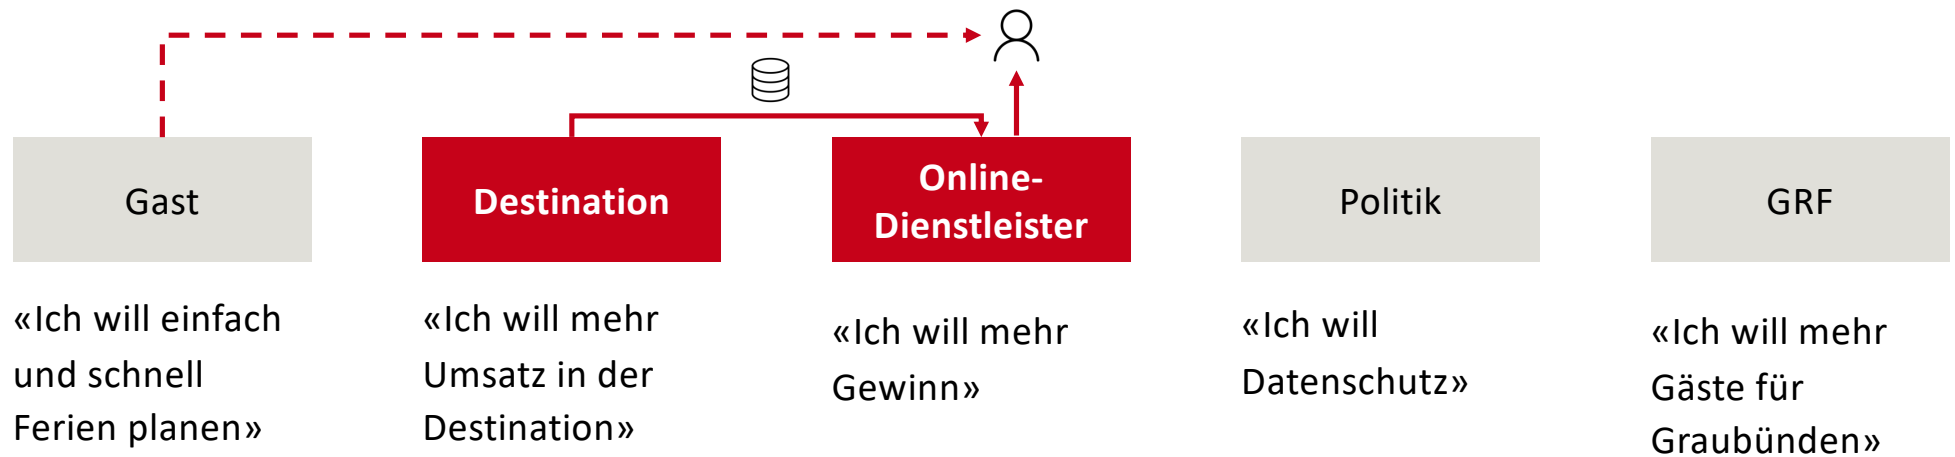 Gast
Destination
Online-
Dienstleister
Politik
GRF
«Ich will einfach
und schnell
Ferien planen»
«Ich will mehr
Umsatz in der
Destination»
«Ich will mehr
Gewinn»
«Ich will
Datenschutz»
«Ich will mehr
Gäste für
Graubünden»